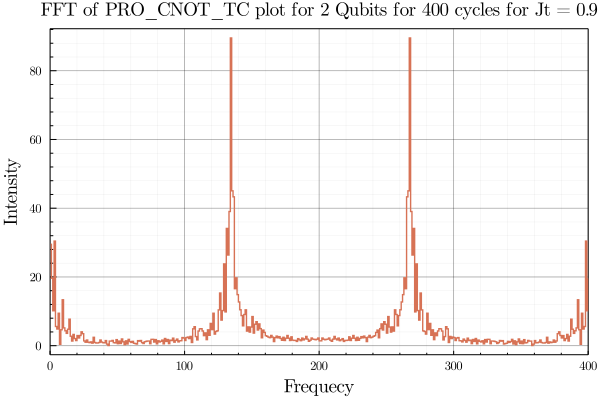 FFT of PRO_CNOT_TC plot for 2 Qubits for 400 cycles for Jt = 0.9
80
60
40
20
0
Intensity
0 100 200 300 400
Frequecy